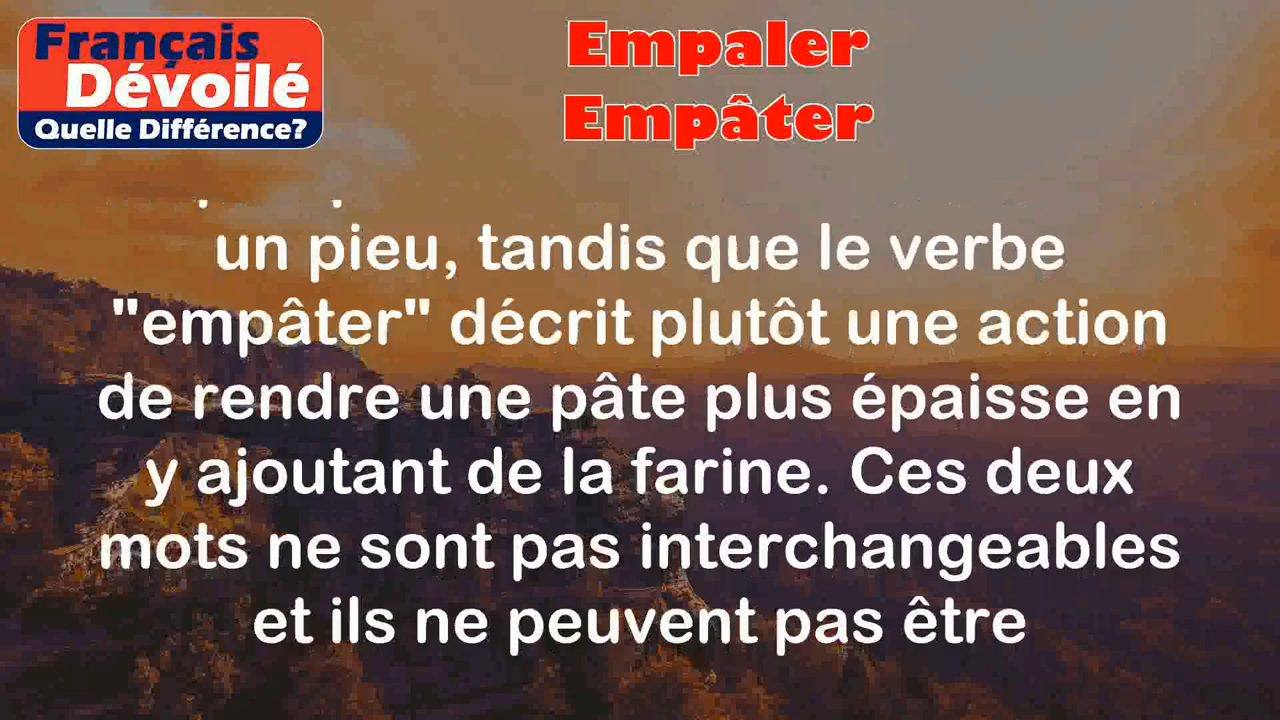 Français
Dévoilé
Quelle Différence?
Empaler
Empâter
un pieu, tandis que le verbe
"empâter" décrit plutôt une action
de rendre une pâte plus épaisse en
y ajoutant de la farine. Ces deux
mots ne sont pas interchangeables
et ils ne peuvent pas être